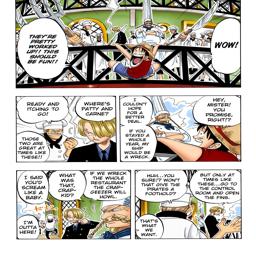 THEY'RE
PRETTY
WORKED
UP!! THIS
SHOULD
BE FUN!!
WOW!
READY AND
ITCHING TO
GO!
THOSE
TWO ARE
GREAT AT
TIMES LIKE
THESE!!
WHERE'S
PATTY AND
CARNE?
I
COULDN'T
HOPE
FOR A
BETTER
DEAL.
IF YOU
STAYED A
WHOLE
YEAR, MY
SHIP
WOULD BE
A WRECK.
HEY,
MISTER!
YOU
PROMISE,
RIGHT!?
I SAID
YOU'D
SCREAM
LIKE A
BABY.
I'M
OUTTA
HERE!
WHAT
WAS
THAT,
CRAP-
KID?
IF WE WRECK
THE WHOLE
RESTAURANT
THE CRAP-
GEEZER WILL
HOWL.
HUH...YOU
SURE!? WON'T
THAT GIVE
THE PIRATES A
FOOTHOLD?
THAT'S
WHAT
WE
WANT.
BUT ONLY AT
TIMES LIKE
THESE...GO TO
THE CONTROL
ROOM AND
OPEN THE
FINS.